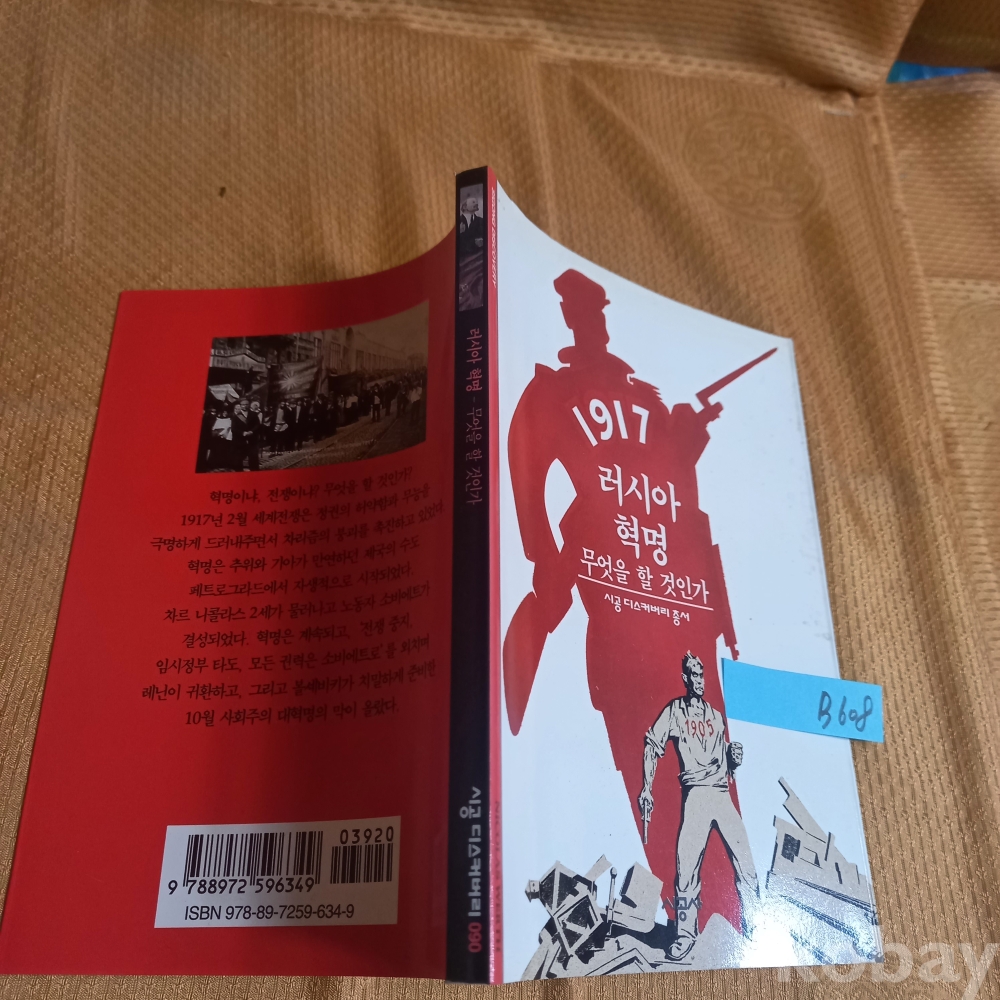 혁명이냐, 전쟁이냐? 무엇을 할 것인가?
1917년 2월 세계전쟁은 정권의 허약함과 무능을
극명하게 드러내주면서 차리즘의 붕괴를 촉진하고 있었다.
혁명은 추위와 기아가 만연하던 제국의 수도
페트로그라드에서 자생적으로 시작되었다.
차르 니콜라스 2세가 물러나고 노동자 소비에트가
결성되었다. 혁명은 계속되고, '전쟁 중지,
임시정부 타도, 모든 권력은 소비에트로'를 외치며
레닌이 귀환하고, 그리고 볼셰비키가 치밀하게 준비한
10월 사회주의 대혁명의 막이 올랐다.
03920
9 788972 596349
ISBN 978-89-7259-634-9
러시아 혁명 - 무엇을 할 것인가
시공 디스커버리 090
SIGONG DISCOVERY
1917
러시아
혁명
무엇을 할 것인가
시공 디스커버리 총서
B608
1905
시공사
kobay